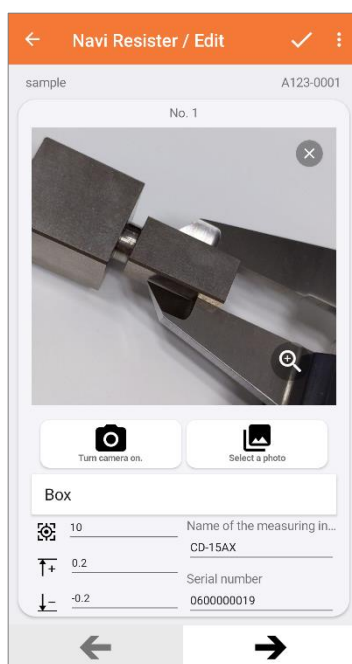 Navi Resister / Edit
sample A123-0001
No. 1
Turn camera on.
Select a photo
Box
10
Name of the measuring in...
CD-15AX
0.2
Serial number
-0.2
0600000019